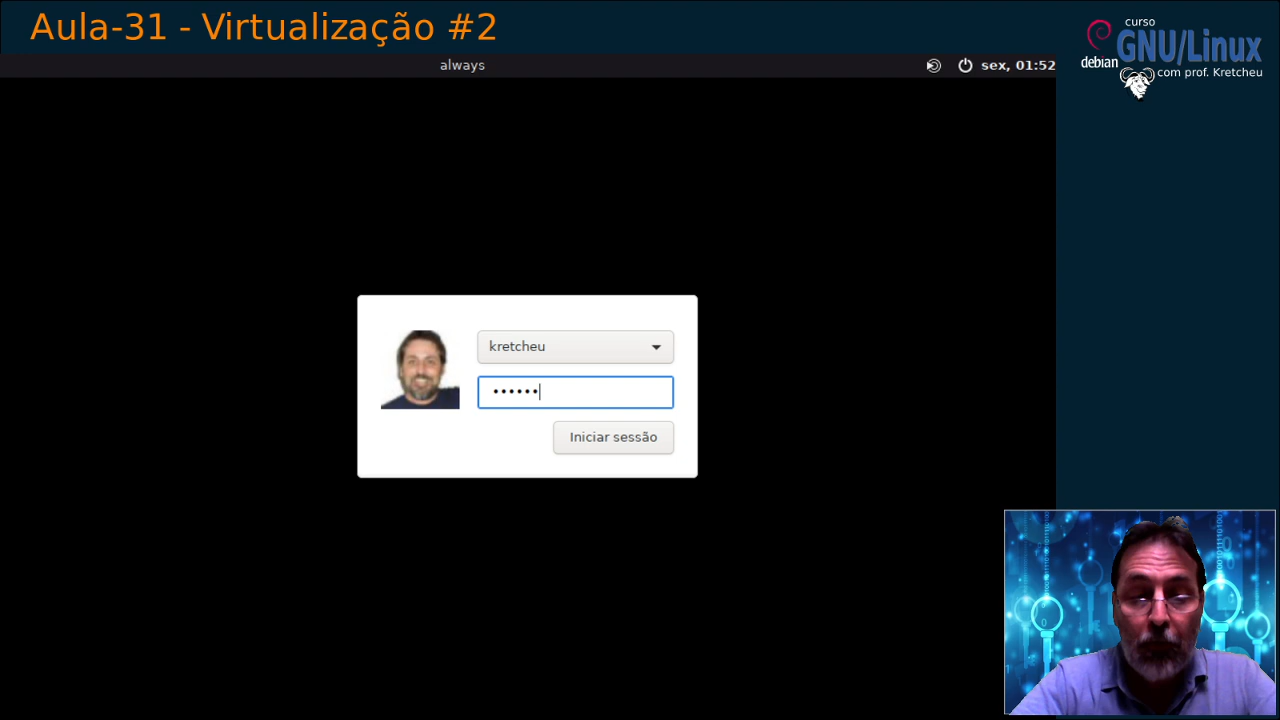 Aula-31 - Virtualização #2
curso
GNU/Linux
debian
com prof. Kretcheu
always
sex, 01:52
kretcheu
••••••
Iniciar sessão